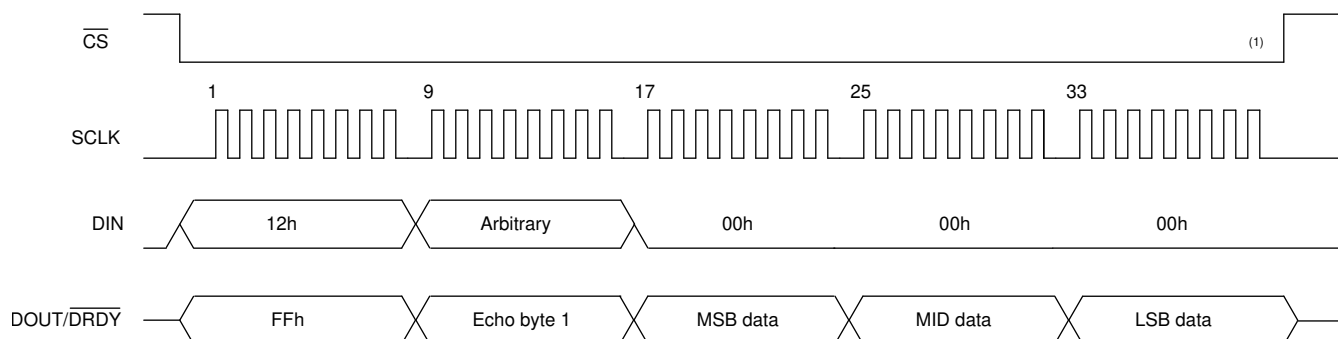 CS (1)
1 9 17 25 33
SCLK
DIN 12h Arbitrary 00h 00h 00h
DOUT/DRDY FFh Echo byte 1 MSB data MID data LSB data